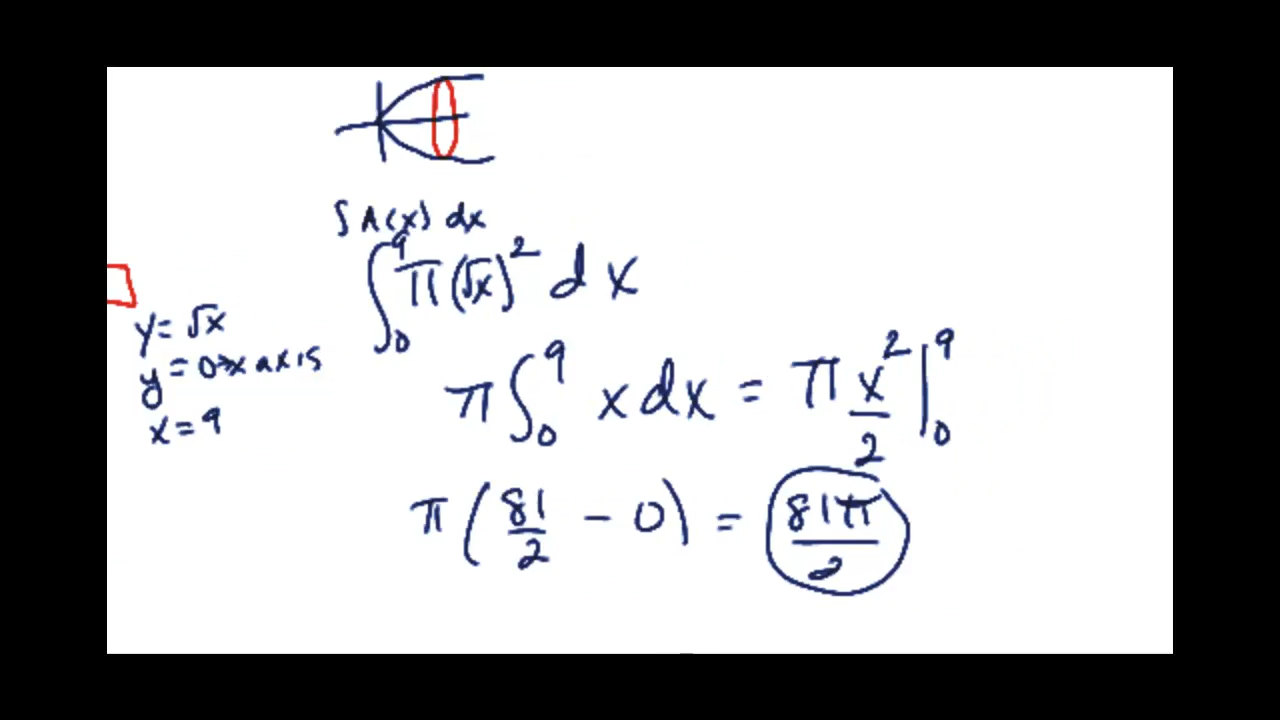 ∫ A(x) dx
∫₀⁹ π(√x)² dx
y = √x
y = 0→x axis
x = 9
π ∫₀⁹ x dx = π x²/2 |₀⁹
π ( 81/2 - 0 ) = 81π/2